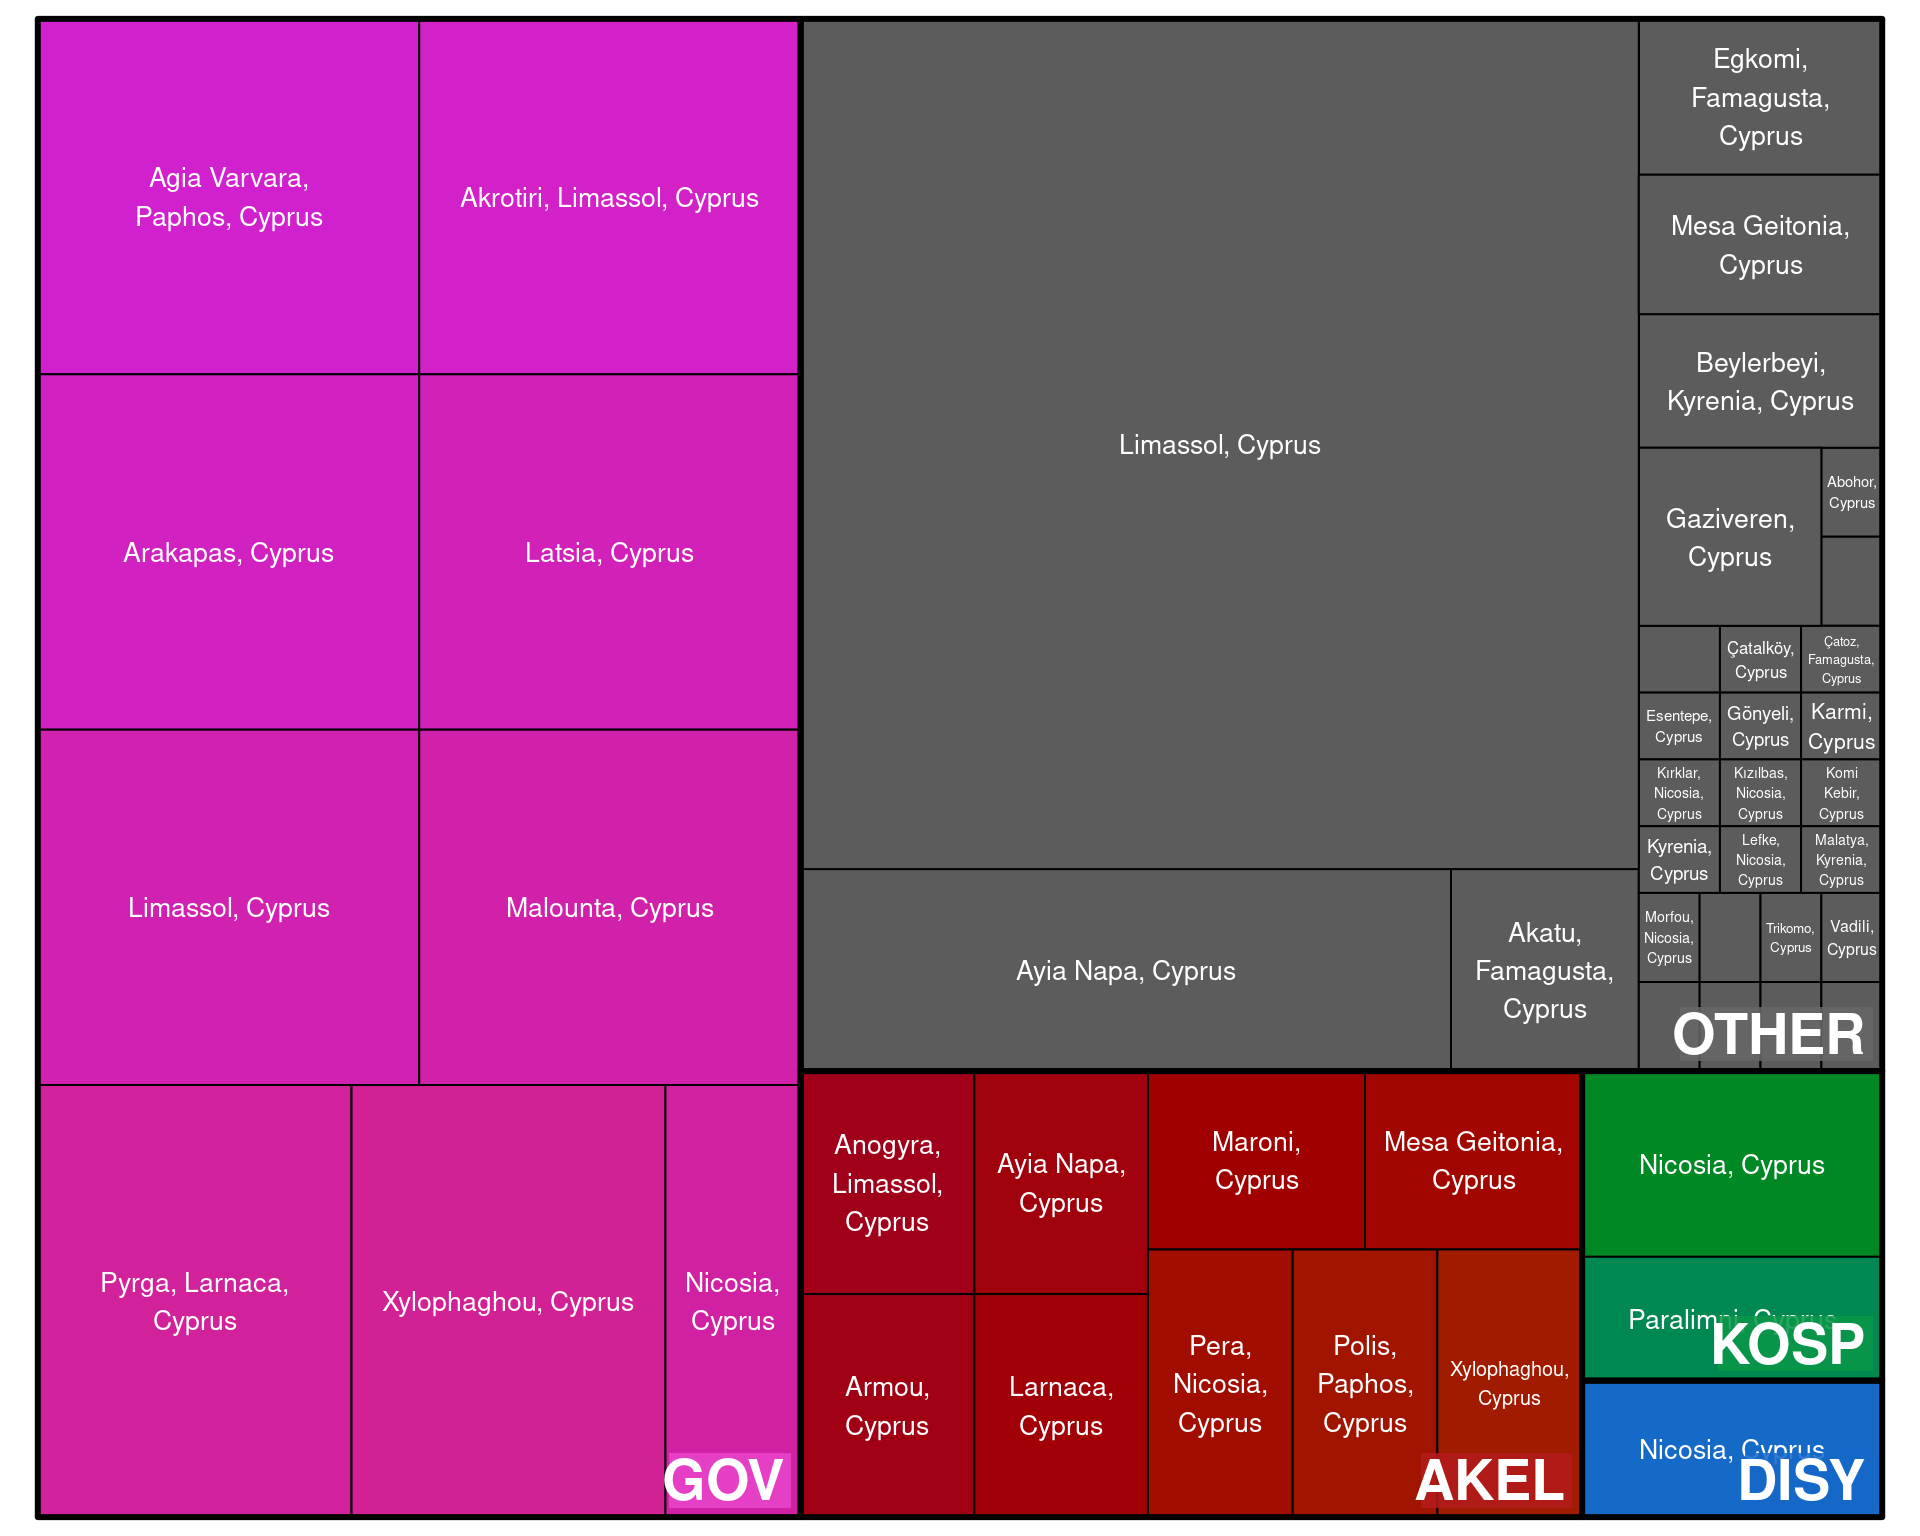 Agia Varvara,
Paphos, Cyprus
Akrotiri, Limassol, Cyprus
Arakapas, Cyprus
Latsia, Cyprus
Limassol, Cyprus
Malounta, Cyprus
Pyrga, Larnaca,
Cyprus
Xylophaghou, Cyprus
Nicosia,
Cyprus
GOV
Limassol, Cyprus
Egkomi,
Famagusta,
Cyprus
Mesa Geitonia,
Cyprus
Beylerbeyi,
Kyrenia, Cyprus
Gaziveren,
Cyprus
Abohor,
Cyprus
Çatalköy,
Cyprus
Çatoz,
Famagusta,
Cyprus
Esentepe,
Cyprus
Gönyeli,
Cyprus
Karmi,
Cyprus
Kırklar,
Nicosia,
Cyprus
Kızılbas,
Nicosia,
Cyprus
Komi
Kebir,
Cyprus
Kyrenia,
Cyprus
Lefke,
Nicosia,
Cyprus
Malatya,
Kyrenia,
Cyprus
Morfou,
Nicosia,
Cyprus
Trikomo,
Cyprus
Vadili,
Cyprus
Ayia Napa, Cyprus
Akatu,
Famagusta,
Cyprus
OTHER
Anogyra,
Limassol,
Cyprus
Ayia Napa,
Cyprus
Maroni,
Cyprus
Mesa Geitonia,
Cyprus
Armou,
Cyprus
Larnaca,
Cyprus
Pera,
Nicosia,
Cyprus
Polis,
Paphos,
Cyprus
Xylophaghou,
Cyprus
AKEL
Nicosia, Cyprus
Paralimni, Cyprus
KOSP
Nicosia, Cyprus
DISY